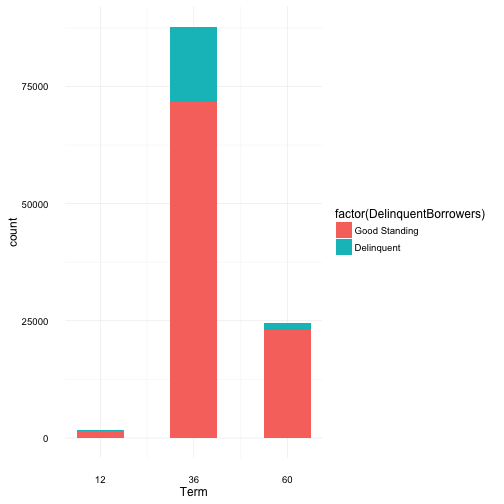 75000
50000
25000
0
count
12
36
60
Term
factor(DelinquentBorrowers)
Good Standing
Delinquent